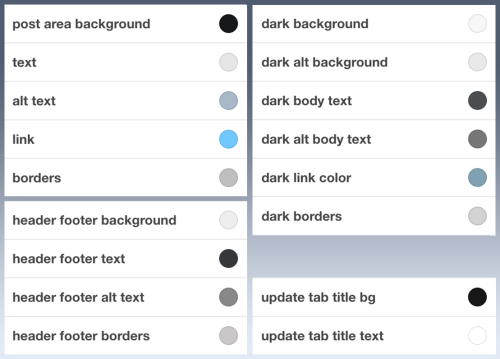 post area background
text
alt text
link
borders
header footer background
header footer text
header footer alt text
header footer borders
dark background
dark alt background
dark body text
dark alt body text
dark link color
dark borders
update tab title bg
update tab title text